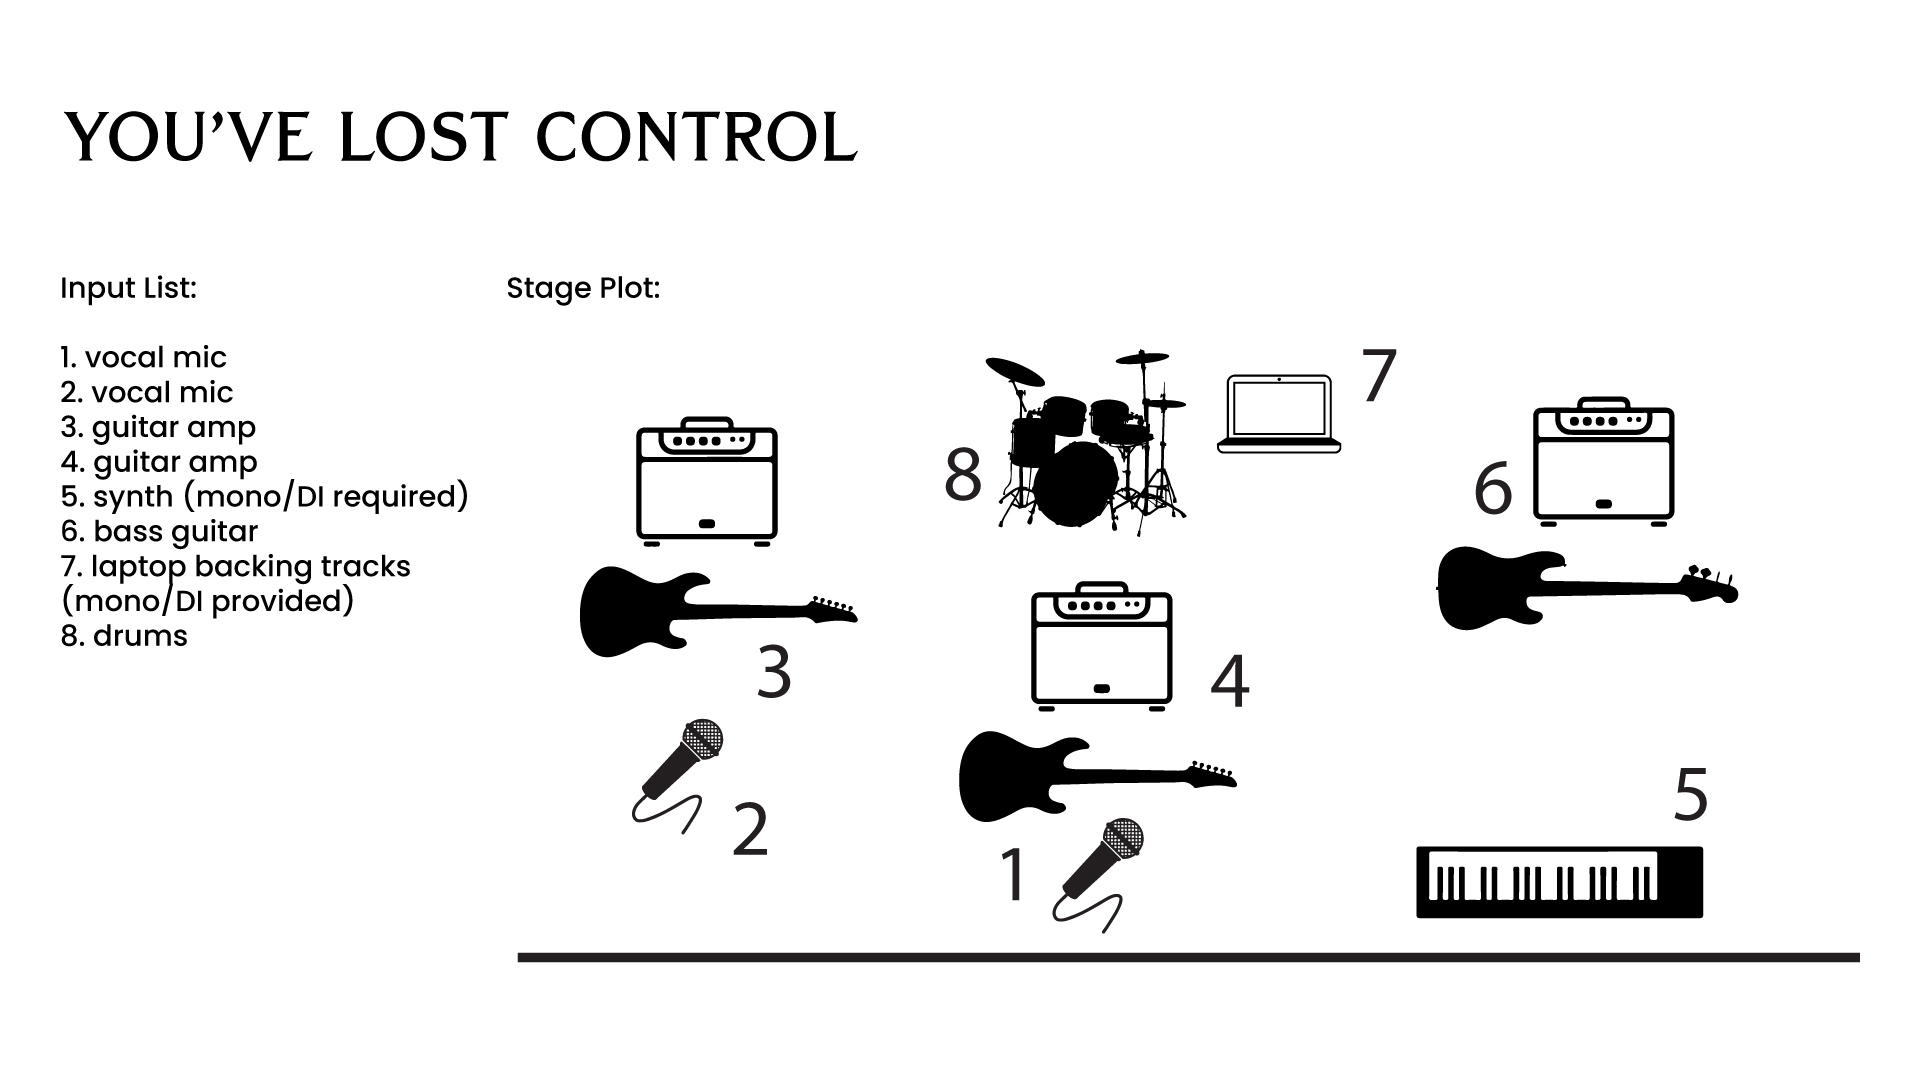 YOU’VE LOST CONTROL
Input List:
1. vocal mic
2. vocal mic
3. guitar amp
4. guitar amp
5. synth (mono/DI required)
6. bass guitar
7. laptop backing tracks
(mono/DI provided)
8. drums
Stage Plot:
7
8
6
3
4
2
5
1